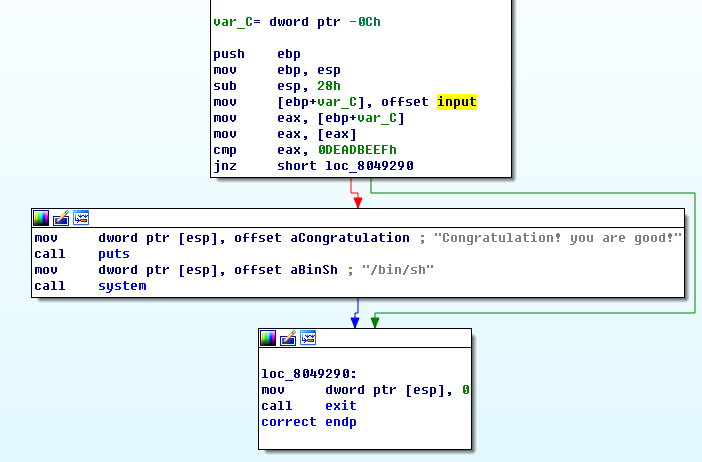 var_C= dword ptr -0Ch
push ebp
mov ebp, esp
sub esp, 28h
mov [ebp+var_C], offset input
mov eax, [ebp+var_C]
mov eax, [eax]
cmp eax, 0DEADBEEFh
jnz short loc_8049290
mov dword ptr [esp], offset aCongratulation ; "Congratulation! you are good!"
call puts
mov dword ptr [esp], offset aBinSh ; "/bin/sh"
call system
loc_8049290:
mov dword ptr [esp], 0
call exit
correct endp